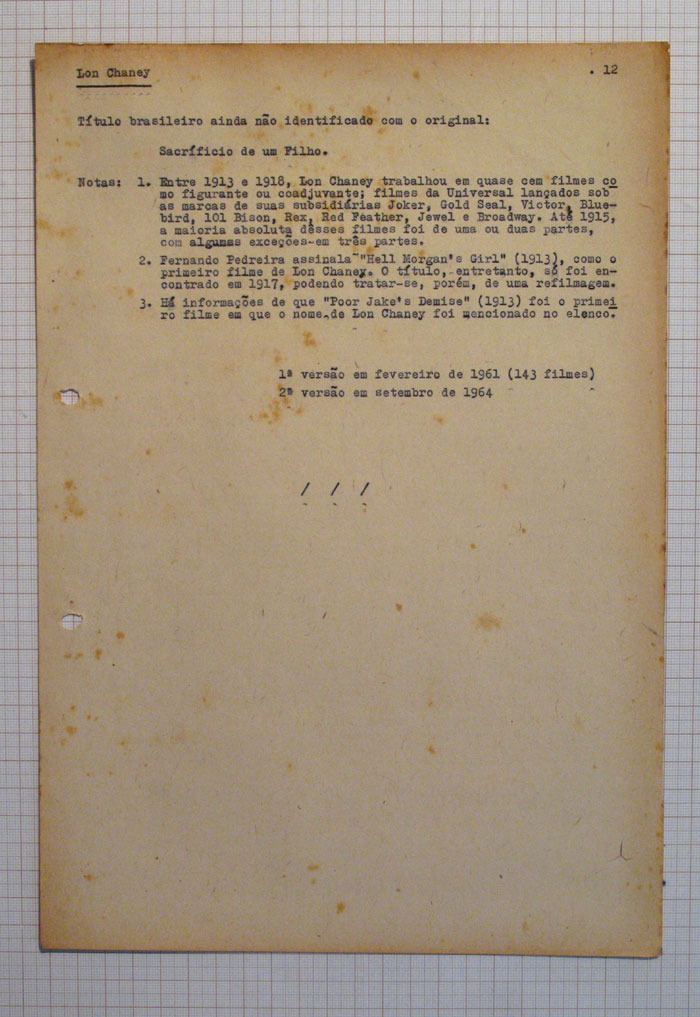 Lon Chaney . 12
Título brasileiro ainda não identificado com o original:
Sacrifício de um Filho.
Notas: 1. Entre 1913 e 1918, Lon Chaney trabalhou em quase cem filmes co
mo figurante ou coadjuvante; filmes da Universal lançados sob
as marcas de suas subsidiárias Joker, Gold Seal, Victor, Blue-
bird, 101 Bison, Rex, Red Feather, Jewel e Broadway. Até 1915,
a maioria absoluta dêsses filmes foi de uma ou duas partes,
com algumas exceções em três partes.
2. Fernando Pedreira assinala "Hell Morgan's Girl" (1913), como o
primeiro filme de Lon Chaney. O título, entretanto, só foi en-
contrado em 1917, podendo tratar-se, porém, de uma refilmagem.
3. Há informações de que "Poor Jake's Demise" (1913) foi o primei
ro filme em que o nome de Lon Chaney foi mencionado no elenco.
1ª versão em fevereiro de 1961 (143 filmes)
2ª versão em setembro de 1964
/ / /